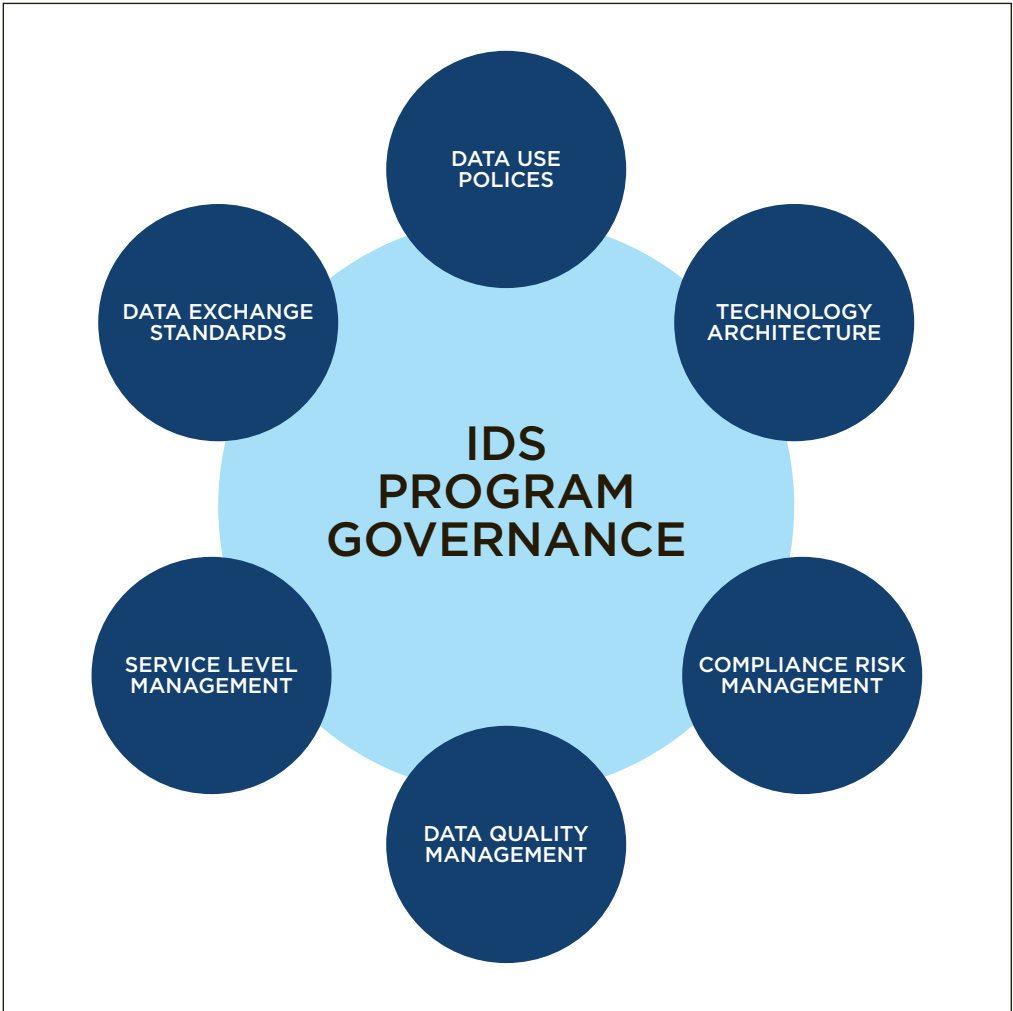 DATA USE
POLICES
DATA EXCHANGE
STANDARDS
TECHNOLOGY
ARCHITECTURE
IDS
PROGRAM
GOVERNANCE
SERVICE LEVEL
MANAGEMENT
COMPLIANCE RISK
MANAGEMENT
DATA QUALITY
MANAGEMENT